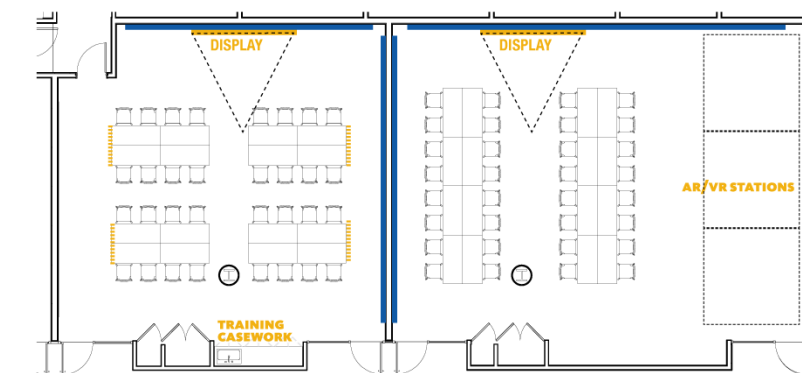 DISPLAY
DISPLAY
AR/VR STATIONS
TRAINING
CASEWORK